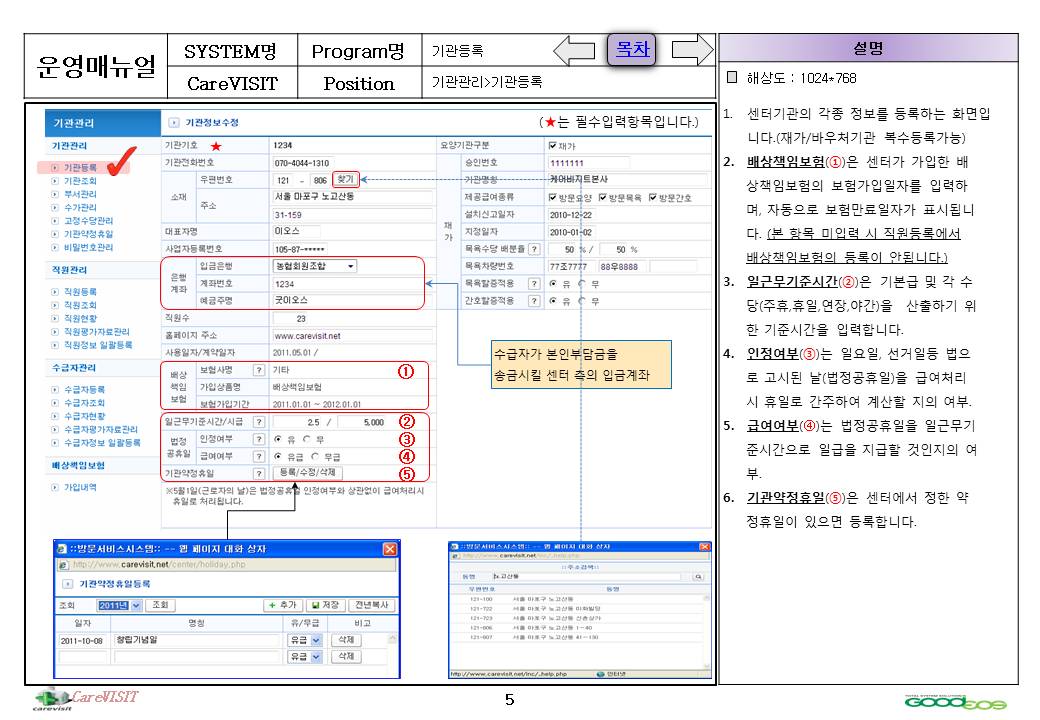 운영매뉴얼
SYSTEM명
Program명
기관등록
목차
CareVISIT
Position
기관관리>기관등록
설명
해상도 : 1024*768
1. 센터기관의 각종 정보를 등록하는 화면입
니다.(재가/바우처기관 복수등록가능)
2. 배상책임보험(①)은 센터가 가입한 배
상책임보험의 보험가입일자를 입력하
며, 자동으로 보험만료일자가 표시됩니
다. (본 항목 미입력 시 직원등록에서
배상책임보험의 등록이 안됩니다.)
3. 일근무기준시간(②)은 기본급 및 각 수
당(주휴,휴일,연장,야간)을 산출하기 위
한 기준시간을 입력합니다.
4. 인정여부(③)는 일요일, 선거일등 법으
로 고시된 날(법정공휴일)을 급여처리
시 휴일로 간주하여 계산할 지의 여부.
5. 급여여부(④)는 법정공휴일을 일근무기
준시간으로 일급을 지급할 것인지의 여
부.
6. 기관약정휴일(⑤)은 센터에서 정한 약
정휴일이 있으면 등록합니다.
기관관리
기관관리
기관등록
기관조회
부서관리
수가관리
고정수당관리
기관약정휴일
비밀번호관리
직원관리
직원등록
직원조회
직원현황
직원평가자료관리
직원정보 일괄등록
수급자관리
수급자등록
수급자조회
수급자현황
수급자평가자료관리
수급자정보 일괄등록
배상책임보험
가입내역
기관정보수정
(★는 필수입력항목입니다.)
기관기호 ★ 1234
기관전화번호 070-4044-1310
소재
우편번호 121 - 806 찾기
주소 서울 마포구 노고산동
31-159
대표자명 이오스
사업자등록번호 105-87-*****
은행
계좌
입금은행 농협회원조합
계좌번호 1234
예금주명 굿이오스
직원수 23
홈페이지 주소 www.carevisit.net
사용일자/계약일자 2011.05.01 /
배상
책임
보험
보험사명 ? 기타 ①
가입상품명 배상책임보험
보험가입기간 2011.01.01 ~ 2012.01.01
일근무기준시간/시급 ? 2.5 / 5,000 ②
법정
공휴일
인정여부 ? 유 무 ③
급여여부 ? 유급 무급 ④
기관약정휴일 ? 등록/수정/삭제 ⑤
※5월1일(근로자의 날)은 법정공휴일 인정여부와 상관없이 급여처리시
휴일로 처리됩니다.
요양기관구분 재가
재
가
승인번호 1111111
기관명칭 케어비지트본사
제공급여종류 방문요양 방문목욕 방문간호
설치신고일자 2010-12-22
지정일자 2010-01-02
목욕수당 배분율 ? 50 % / 50 %
목욕차량번호 77조7777 88우8888
목욕할증적용 ? 유 무
간호할증적용 ? 유 무
수급자가 본인부담금을
송금시킬 센터 측의 입금계좌
::방문서비스시스템:: -- 웹 페이지 대화 상자
http://www.carevisit.net/center/holiday.php
기관약정휴일등록
조회 2011년 조회 + 추가 저장 전년복사
일자 명칭 유/무급 비고
2011-10-08 창립기념일 유급 삭제
유급 삭제
::방문서비스시스템:: -- 웹 페이지 대화 상자
http://www.carevisit.net/inc/.help.php
::주소검색::
동명 노고산동
우편번호 동명
121-100 서울 마포구 노고산동
121-722 서울 마포구 노고산동 미화빌딩
121-723 서울 마포구 노고산동 신촌상가
121-806 서울 마포구 노고산동 1~40
121-807 서울 마포구 노고산동 41~130
http://www.carevisit.net/inc/.help.php 인터넷
carevisit
CareVISIT
5
TOTAL SYSTEM SOLUTION
GOODEOS